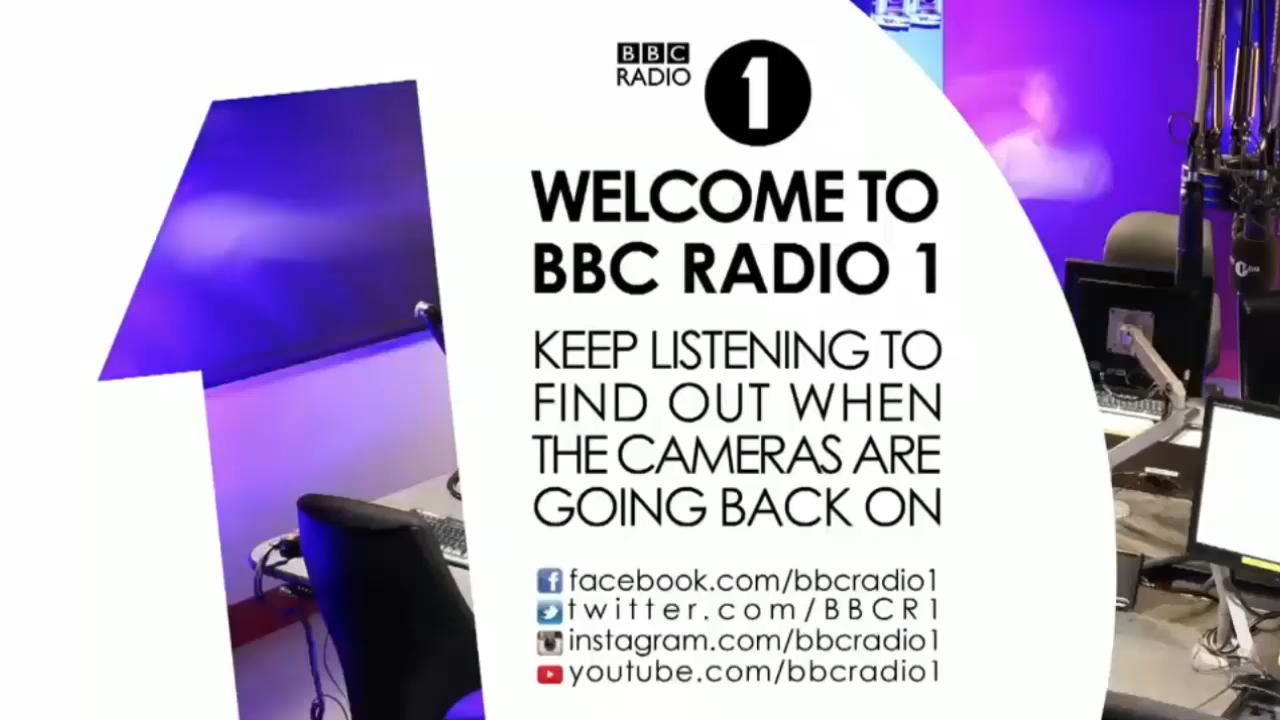 BBC
RADIO
1
WELCOME TO
BBC RADIO 1
KEEP LISTENING TO
FIND OUT WHEN
THE CAMERAS ARE
GOING BACK ON
facebook.com/bbcradio1
twitter.com/BBCR1
instagram.com/bbcradio1
youtube.com/bbcradio1